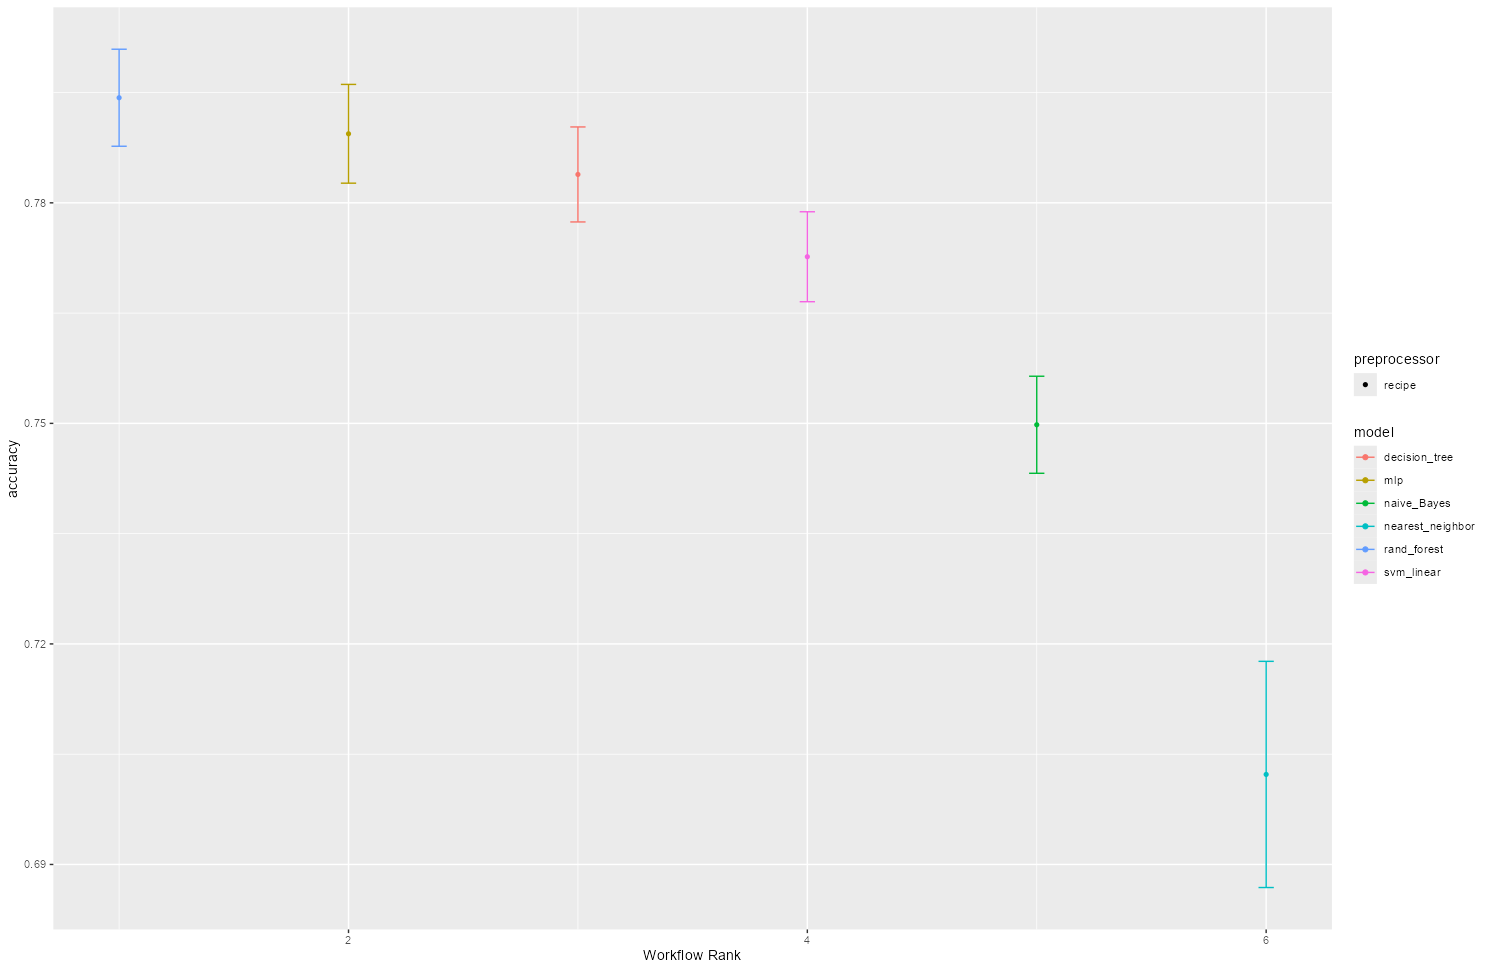 0.78
0.75
0.72
0.69
accuracy
2
4
6
Workflow Rank
preprocessor
recipe
model
decision_tree
mlp
naive_Bayes
nearest_neighbor
rand_forest
svm_linear